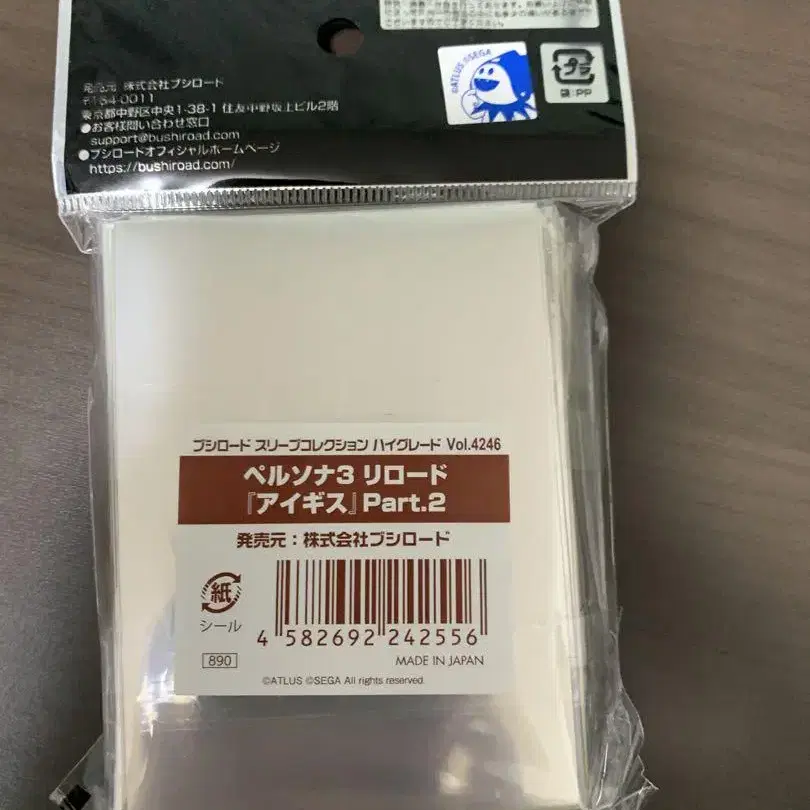 発売元 株式会社ブシロード
〒164-0011
東京都中野区中央1-38-1 住友中野坂上ビル2階
●お客様問い合わせ窓口
support@bushiroad.com
●ブシロードオフィシャルホームページ
https://bushiroad.com/
©ATLUS ©SEGA
プラ
袋:PP
ブシロード スリーブコレクション ハイグレード Vol.4246
ペルソナ3 リロード
『アイギス』Part.2
発売元:株式会社ブシロード
紙
シール
4 582692 242556
890
MADE IN JAPAN
©ATLUS ©SEGA All rights reserved.